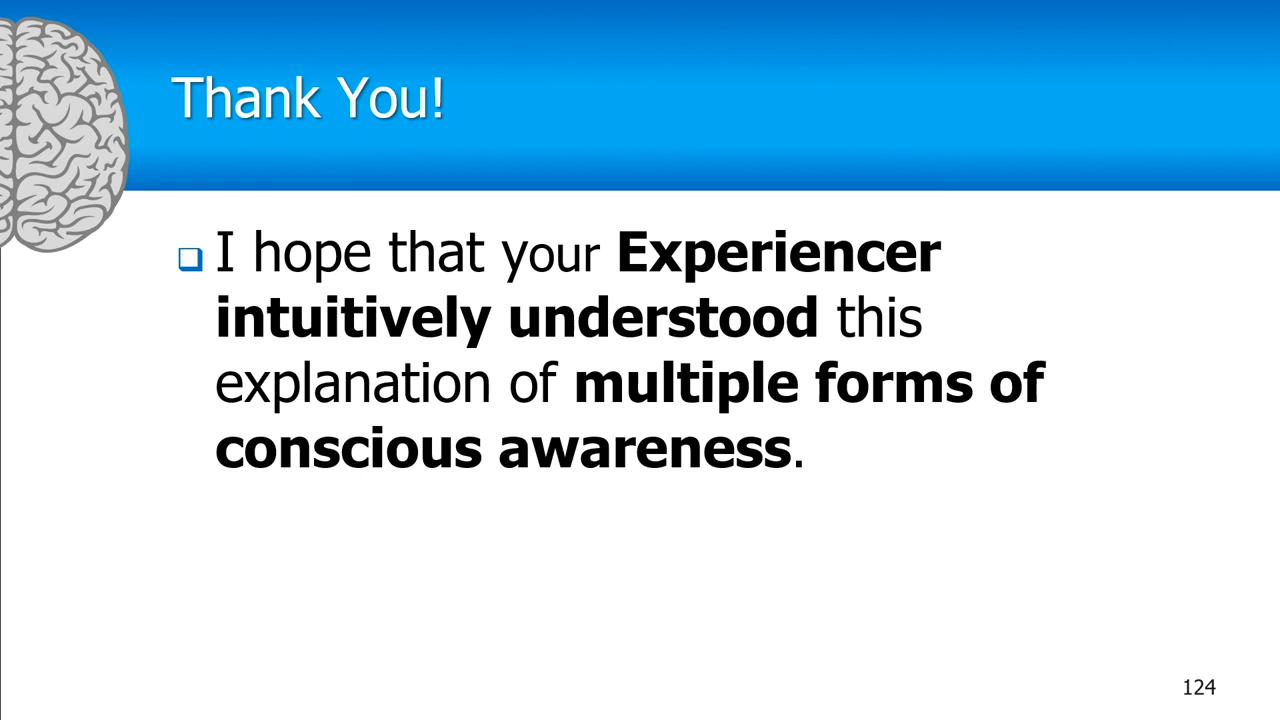 Thank You!
I hope that your Experiencer
intuitively understood this
explanation of multiple forms of
conscious awareness.
124